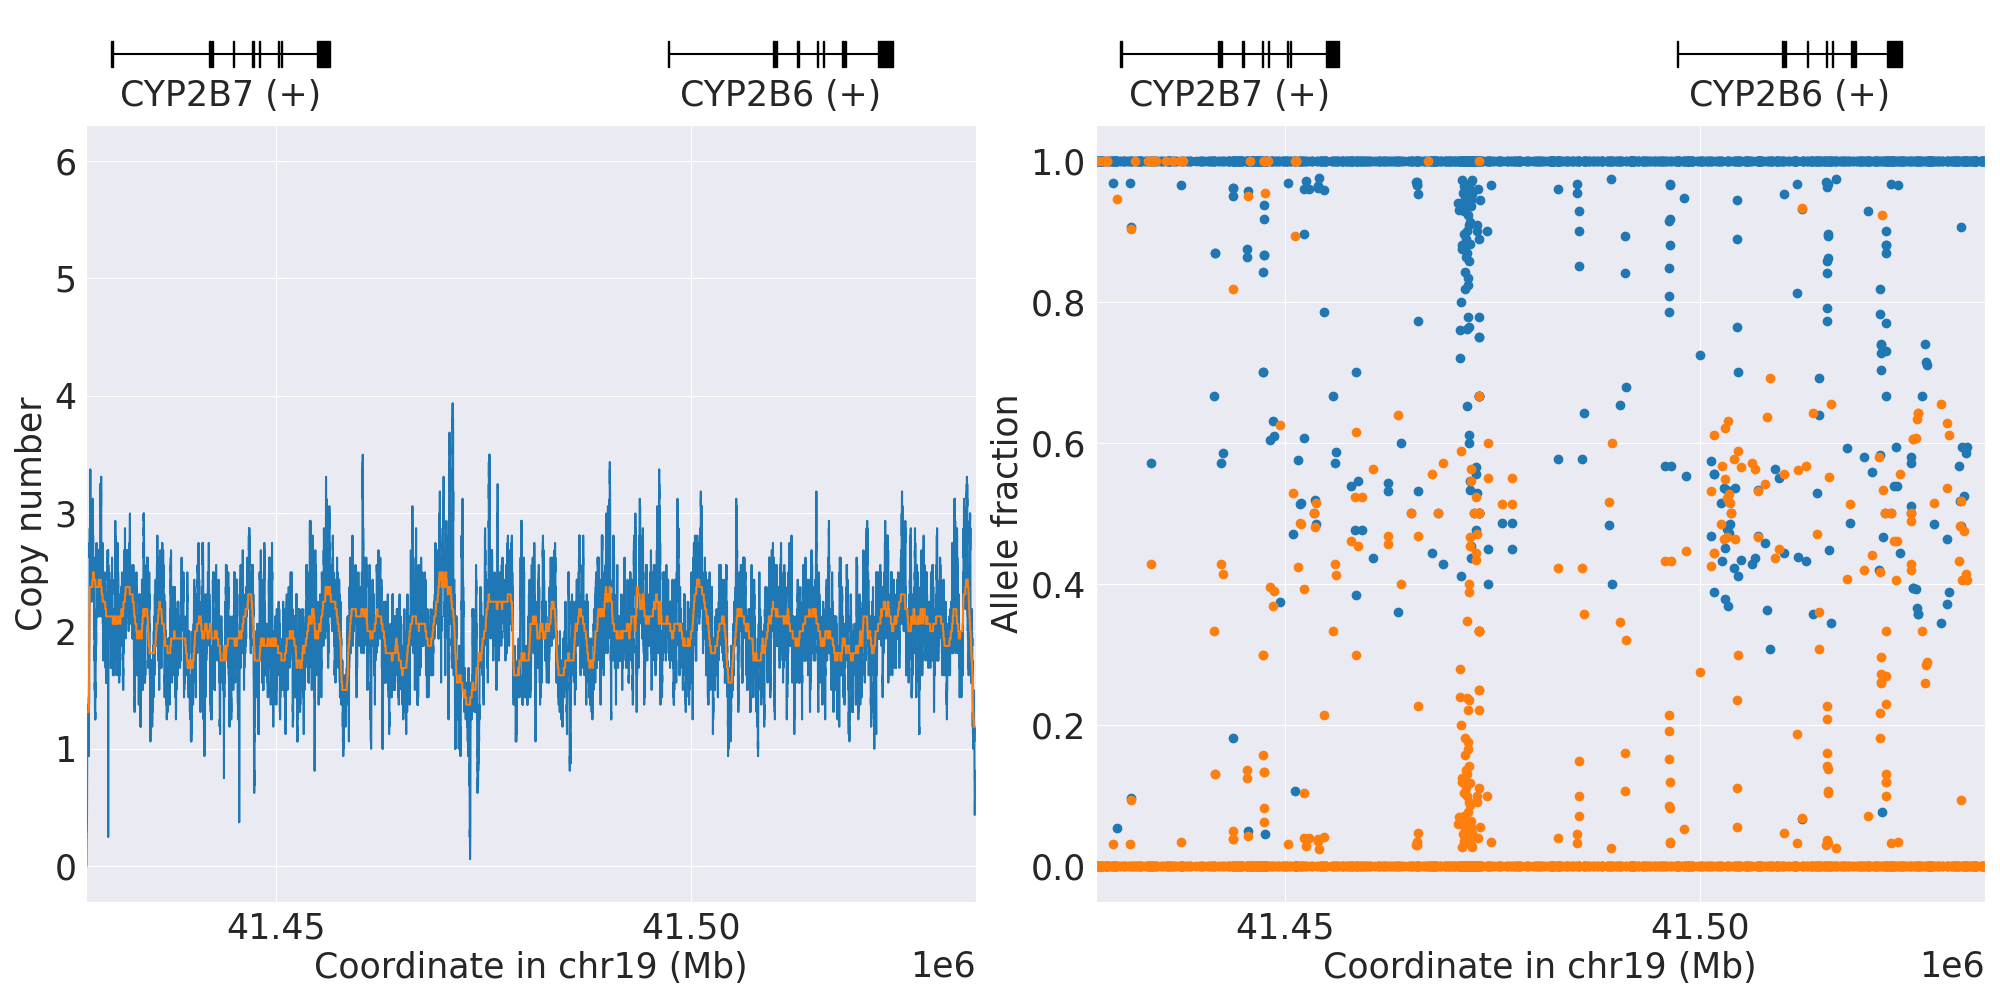 CYP2B7 (+)
CYP2B6 (+)
CYP2B7 (+)
CYP2B6 (+)
6
5
4
3
2
1
0
Copy number
41.45
41.50
Coordinate in chr19 (Mb)
1e6
1.0
0.8
0.6
0.4
0.2
0.0
Allele fraction
41.45
41.50
Coordinate in chr19 (Mb)
1e6